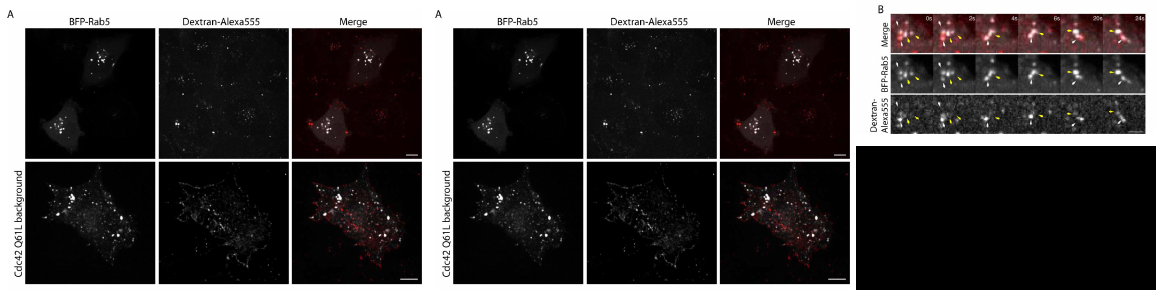 A
BFP-Rab5 Dextran-Alexa555 Merge
Cdc42 Q61L background
A
BFP-Rab5 Dextran-Alexa555 Merge
Cdc42 Q61L background
B
0s 2s 4s 6s 20s 24s
Merge
BFP-Rab5
Dextran-
Alexa555